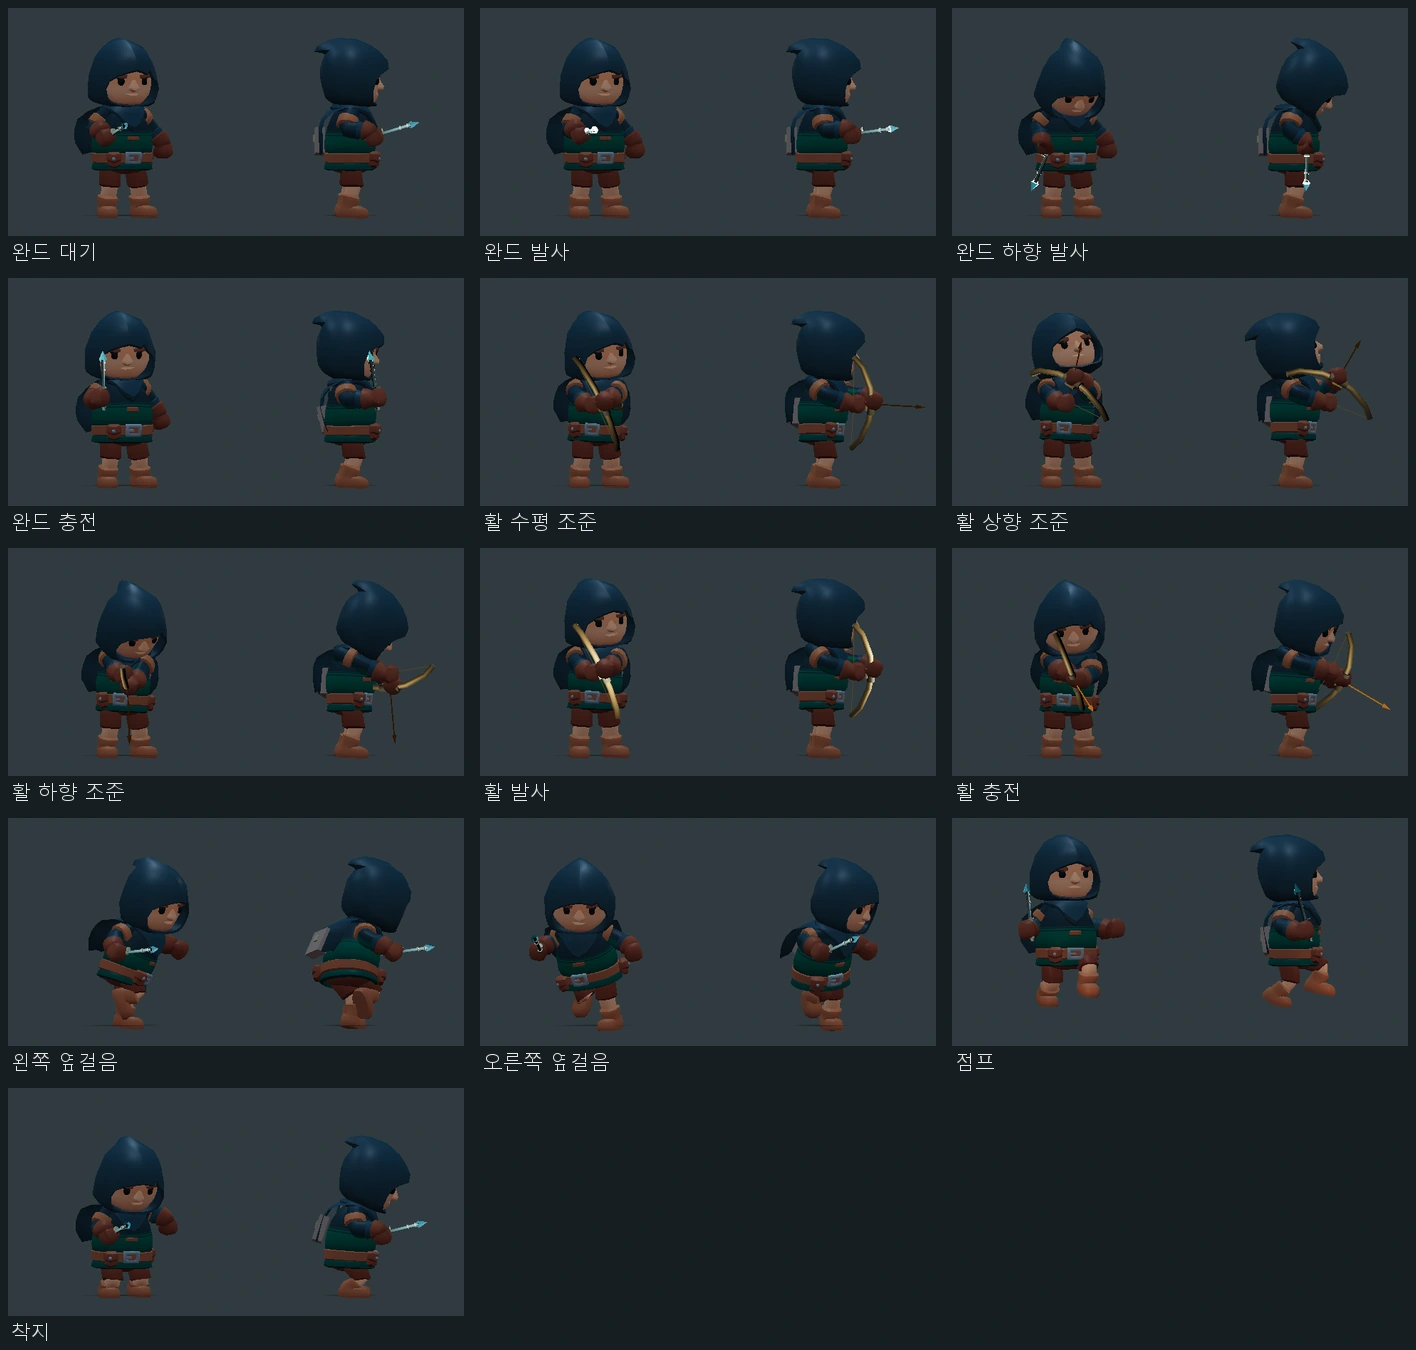 완드 대기
완드 발사
완드 하향 발사
완드 충전
활 수평 조준
활 상향 조준
활 하향 조준
활 발사
활 충전
왼쪽 옆걸음
오른쪽 옆걸음
점프
착지